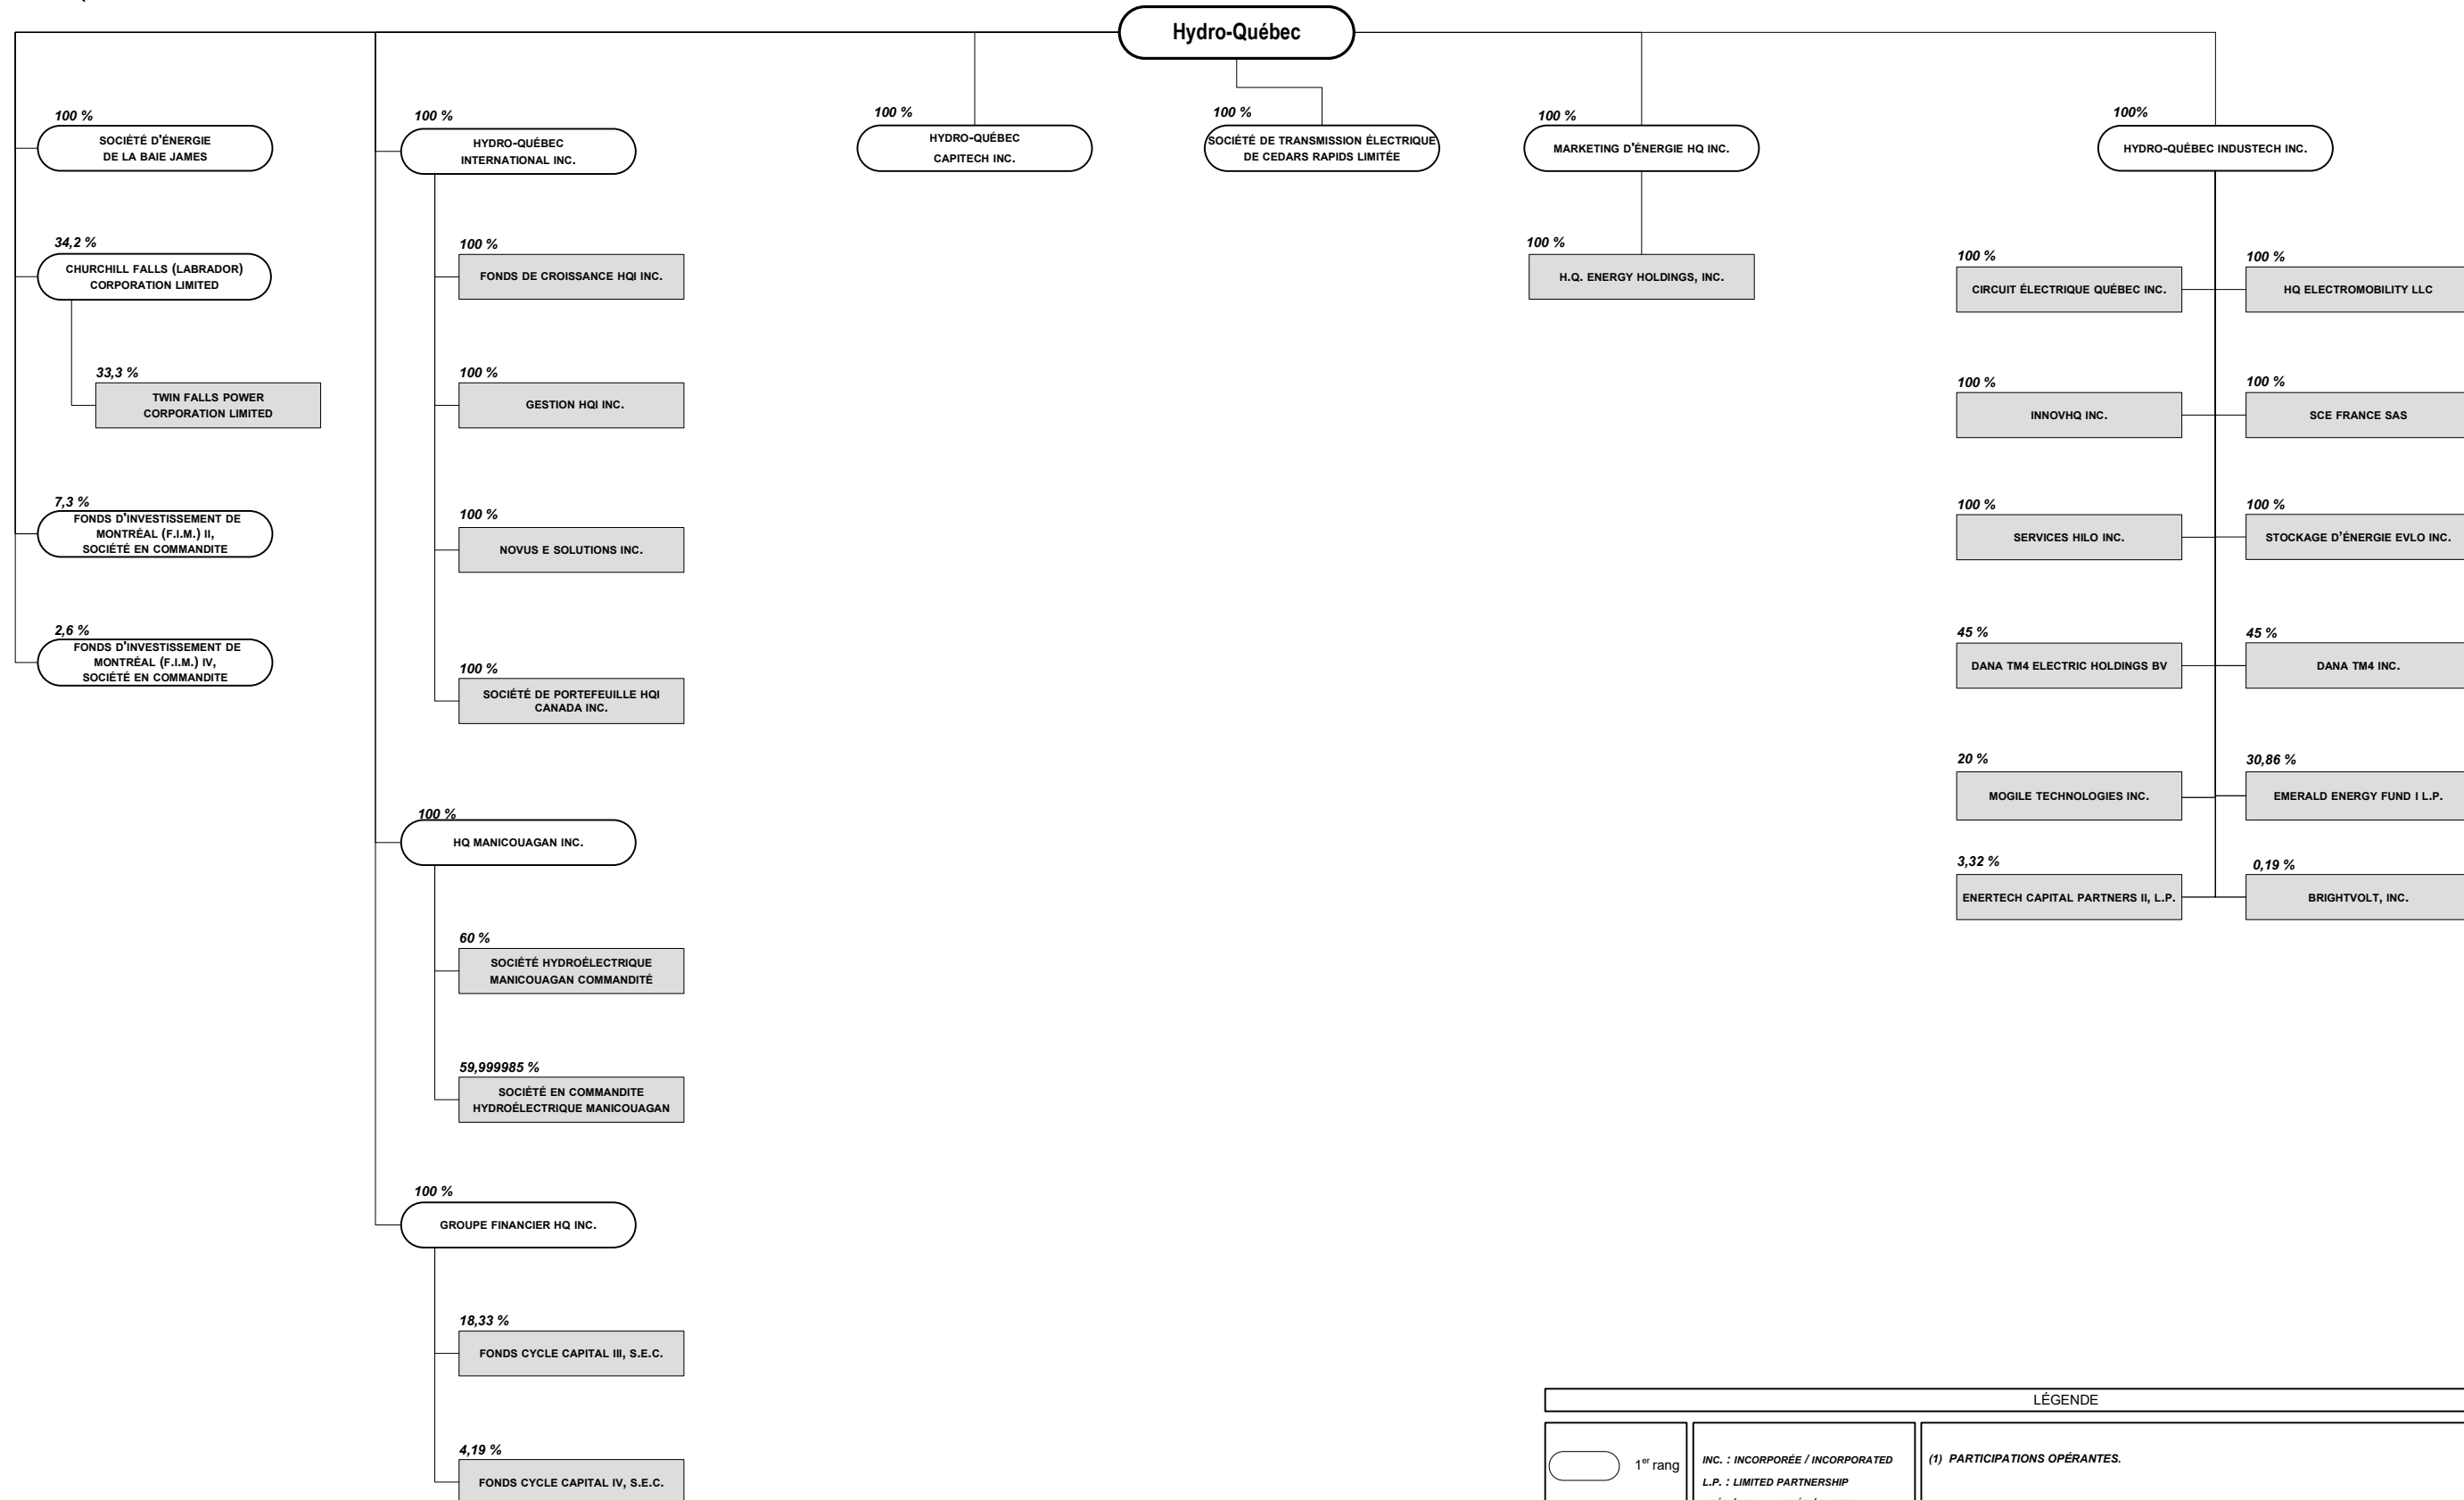 Hydro-Québec
100 %
SOCIÉTÉ D'ÉNERGIE
DE LA BAIE JAMES
34,2 %
CHURCHILL FALLS (LABRADOR)
CORPORATION LIMITED
33,3 %
TWIN FALLS POWER
CORPORATION LIMITED
7,3 %
FONDS D'INVESTISSEMENT DE
MONTRÉAL (F.I.M.) II,
SOCIÉTÉ EN COMMANDITE
2,6 %
FONDS D'INVESTISSEMENT DE
MONTRÉAL (F.I.M.) IV,
SOCIÉTÉ EN COMMANDITE
100 %
HYDRO-QUÉBEC
INTERNATIONAL INC.
100 %
FONDS DE CROISSANCE HQI INC.
100 %
GESTION HQI INC.
100 %
NOVUS E SOLUTIONS INC.
100 %
SOCIÉTÉ DE PORTEFEUILLE HQI
CANADA INC.
100 %
HQ MANICOUAGAN INC.
60 %
SOCIÉTÉ HYDROÉLECTRIQUE
MANICOUAGAN COMMANDITÉ
59,999985 %
SOCIÉTÉ EN COMMANDITE
HYDROÉLECTRIQUE MANICOUAGAN
100 %
GROUPE FINANCIER HQ INC.
18,33 %
FONDS CYCLE CAPITAL III, S.E.C.
4,19 %
FONDS CYCLE CAPITAL IV, S.E.C.
100 %
HYDRO-QUÉBEC
CAPITECH INC.
100 %
SOCIÉTÉ DE TRANSMISSION ÉLECTRIQUE
DE CEDARS RAPIDS LIMITÉE
100 %
MARKETING D'ÉNERGIE HQ INC.
100 %
H.Q. ENERGY HOLDINGS, INC.
100%
HYDRO-QUÉBEC INDUSTECH INC.
100 %
CIRCUIT ÉLECTRIQUE QUÉBEC INC.
100 %
HQ ELECTROMOBILITY LLC
100 %
INNOVHQ INC.
100 %
SCE FRANCE SAS
100 %
SERVICES HILO INC.
100 %
STOCKAGE D’ÉNERGIE EVLO INC.
45 %
DANA TM4 ELECTRIC HOLDINGS BV
45 %
DANA TM4 INC.
20 %
MOGILE TECHNOLOGIES INC.
30,86 %
EMERALD ENERGY FUND I L.P.
3,32 %
ENERTECH CAPITAL PARTNERS II, L.P.
0,19 %
BRIGHTVOLT, INC.
LÉGENDE
1er rang
INC. : INCORPORÉE / INCORPORATED
L.P. : LIMITED PARTNERSHIP
(1) PARTICIPATIONS OPÉRANTES.